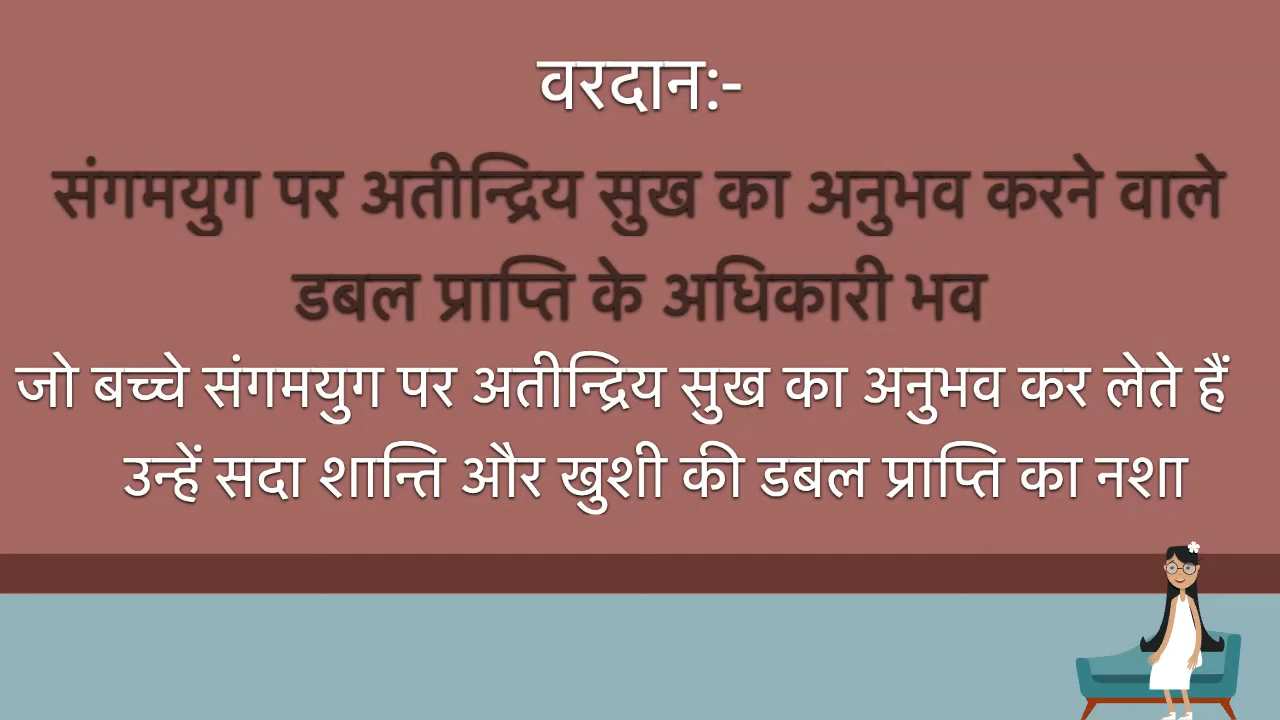 वरदान:-
संगमयुग पर अतीन्द्रिय सुख का अनुभव करने वाले
डबल प्राप्ति के अधिकारी भव
जो बच्चे संगमयुग पर अतीन्द्रिय सुख का अनुभव कर लेते हैं
उन्हें सदा शान्ति और खुशी की डबल प्राप्ति का नशा